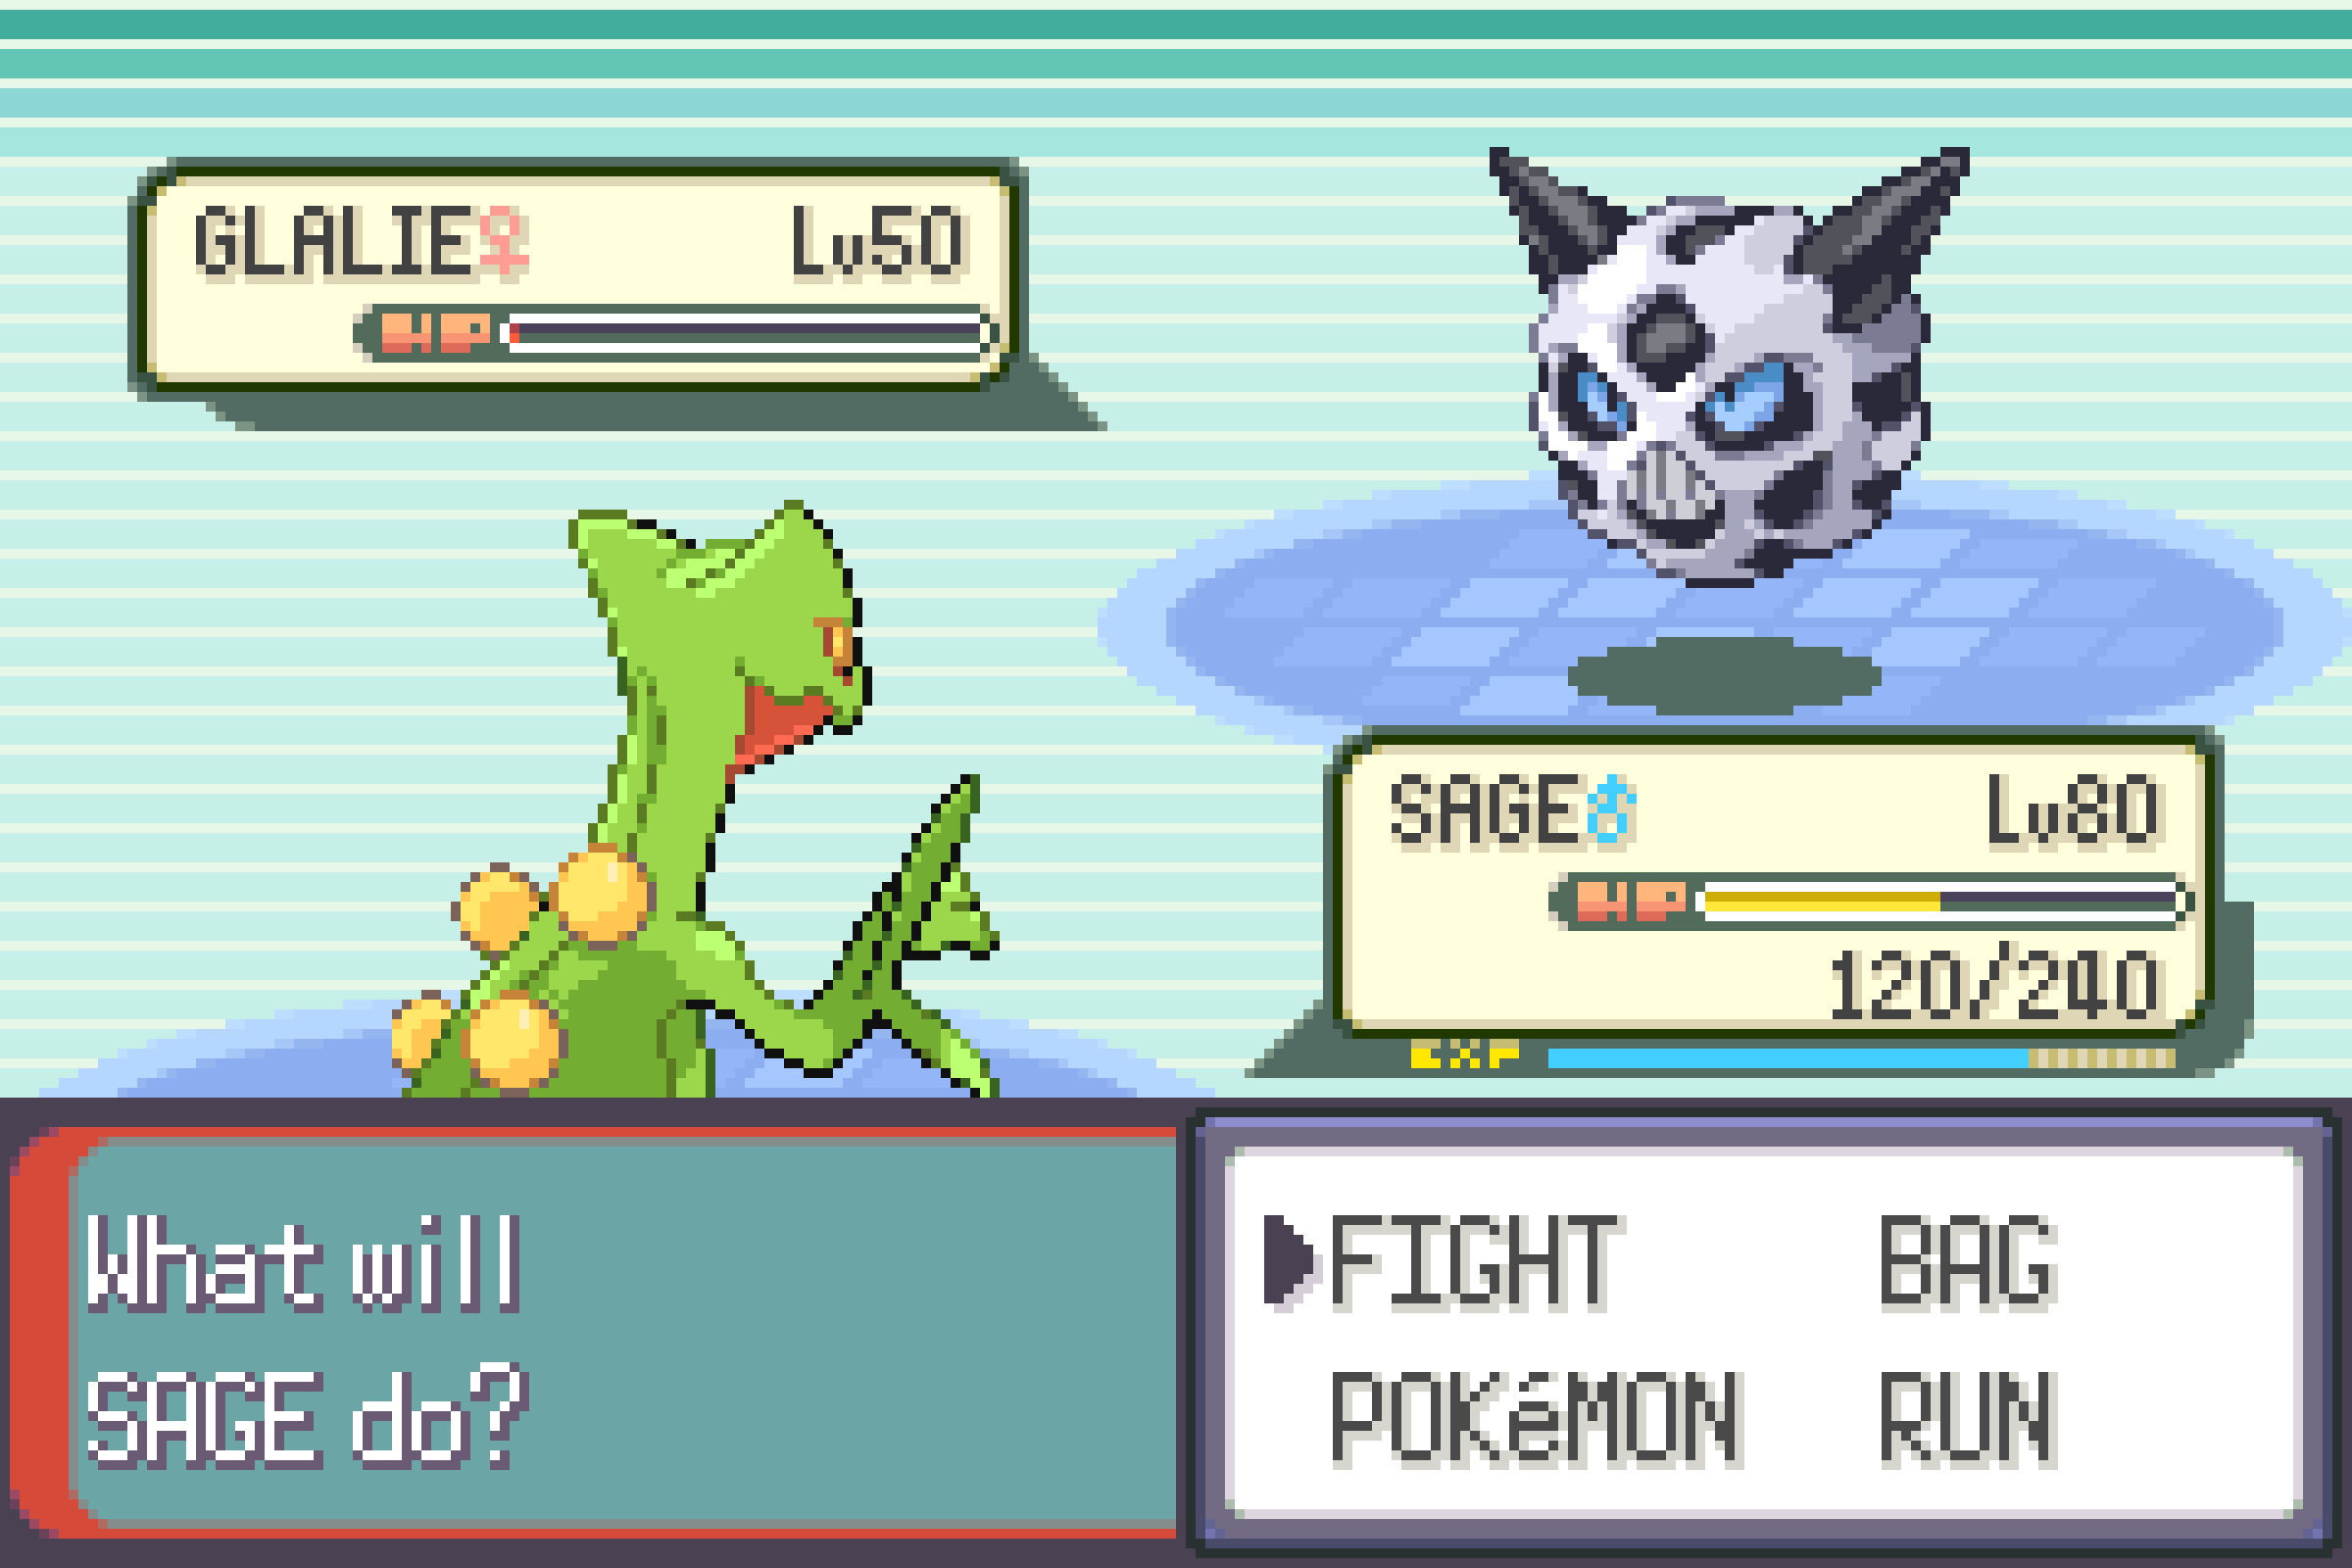 GLALIE♀ Lv50
HP
SAGE♂ Lv80
HP
120/240
EXP
What will
SAGE do?
FIGHT BAG
POKéMON RUN